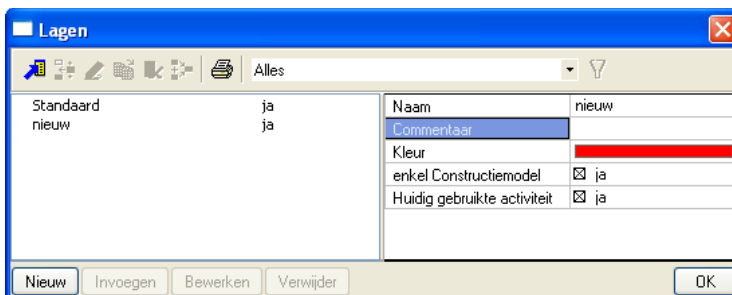 Lagen
Alles
Standaard ja
nieuw ja
Naam nieuw
Commentaar
Kleur
enkel Constructiemodel ja
Huidig gebruikte activiteit ja
Nieuw Invoegen Bewerken Verwijder OK